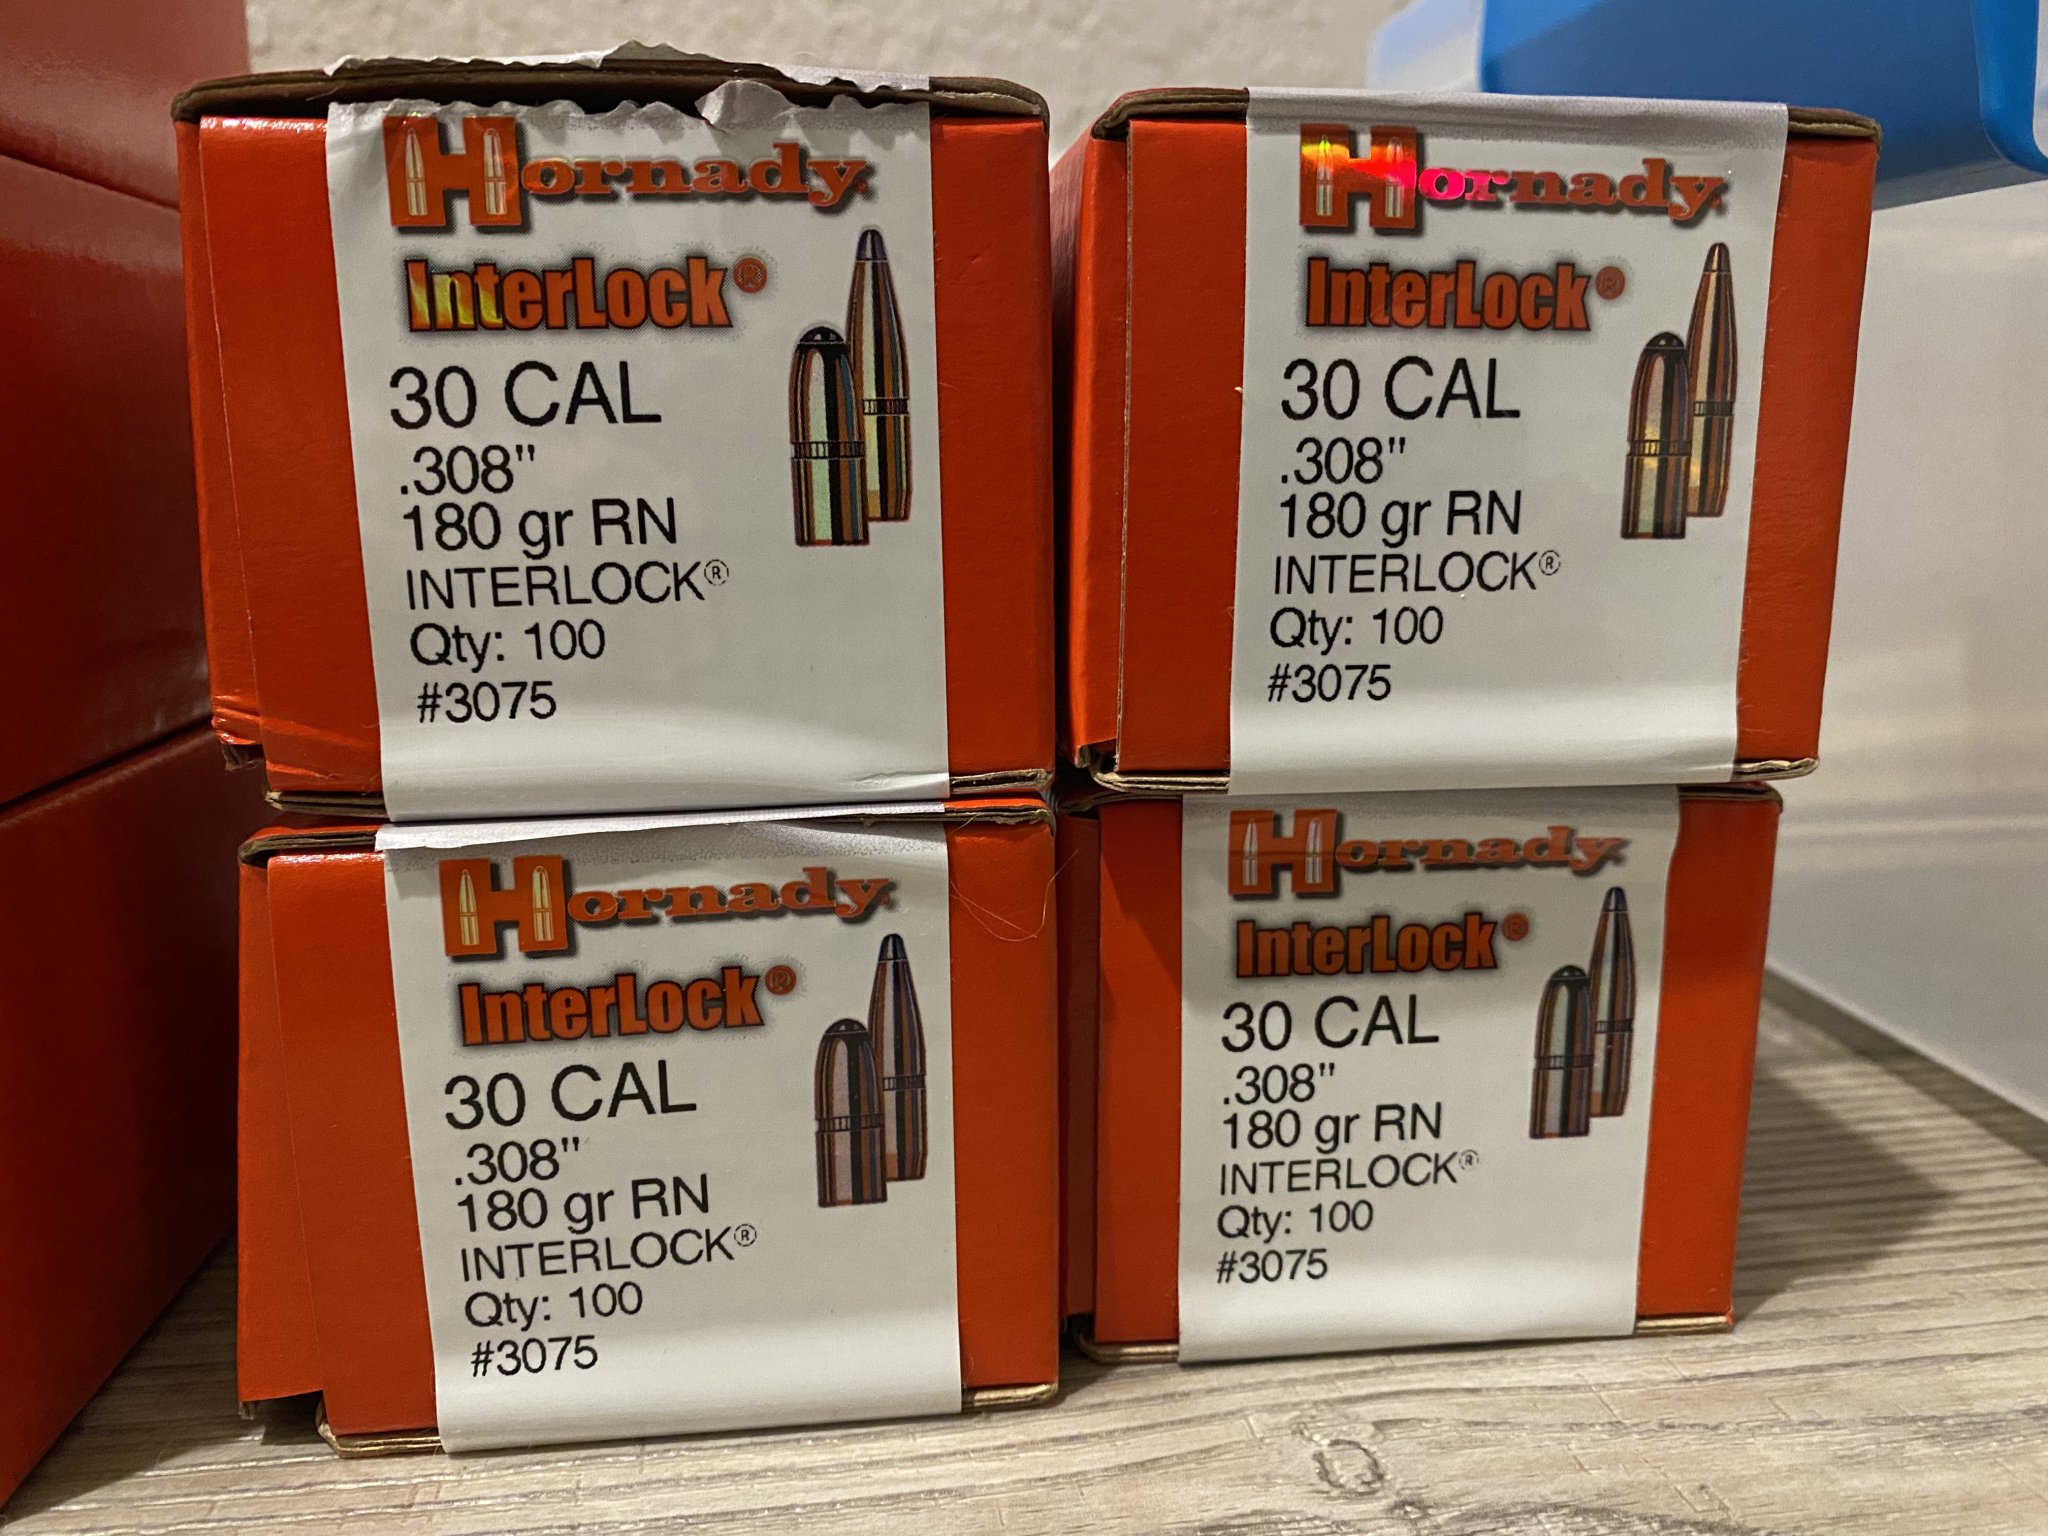 Hornady
InterLock®
30 CAL
.308"
180 gr RN
INTERLOCK®
Qty: 100
#3075
Hornady
InterLock®
30 CAL
.308"
180 gr RN
INTERLOCK®
Qty: 100
#3075
Hornady
InterLock®
30 CAL
.308"
180 gr RN
INTERLOCK®
Qty: 100
#3075
Hornady
InterLock®
30 CAL
.308"
180 gr RN
INTERLOCK®
Qty: 100
#3075